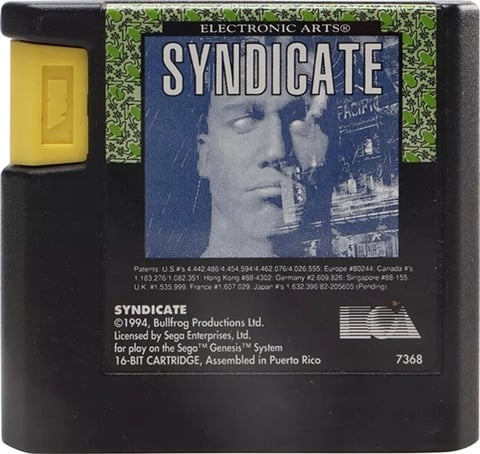 ELECTRONIC ARTS®
SYNDICATE
PACIFIC
Patents: U.S.#'s 4,442,486/4,454,594/4,462,076/4,026,555; Europe #80244; Canada #'s
1,183,276/1,082,351; Hong Kong #88-4302; Germany #2,609,826; Singapore #88-155;
U.K. #1,535,999; France #1,607,029; Japan #'s 1,632,396/82-205605 (Pending).
SYNDICATE
©1994, Bullfrog Productions Ltd.
Licensed by Sega Enterprises, Ltd.
for play on the Sega™ Genesis™ System
16-BIT CARTRIDGE, Assembled in Puerto Rico
EA
7368